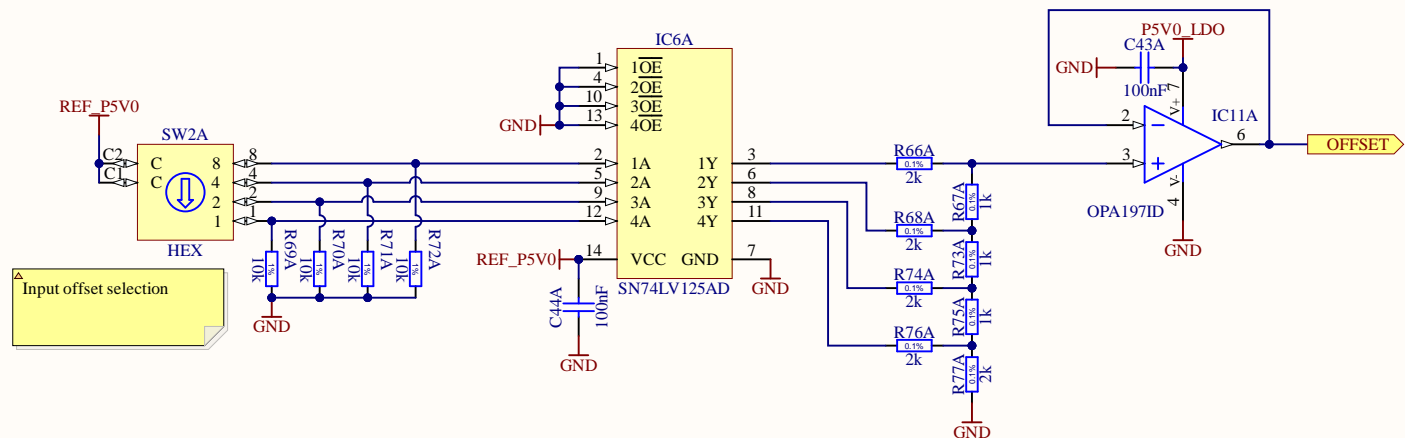 REF_P5V0
SW2A
C2
C
8
8
C1
C
4
4
2
2
1
1
HEX
R69A
10k
1%
R70A
10k
1%
R71A
10k
1%
R72A
10k
1%
GND
Input offset selection
IC6A
1
1OE
4
2OE
10
3OE
13
4OE
GND
2
1A
1Y
3
5
2A
2Y
6
9
3A
3Y
8
12
4A
4Y
11
REF_P5V0
14
VCC
GND
7
SN74LV125AD
GND
C44A
100nF
GND
R66A
0.1%
2k
R67A
0.1%
1k
R68A
0.1%
2k
R73A
0.1%
1k
R74A
0.1%
2k
R75A
0.1%
1k
R76A
0.1%
2k
R77A
0.1%
2k
GND
P5V0_LDO
C43A
GND
100nF
7
V+
IC11A
2
3
6
V-
4
OPA197ID
GND
OFFSET